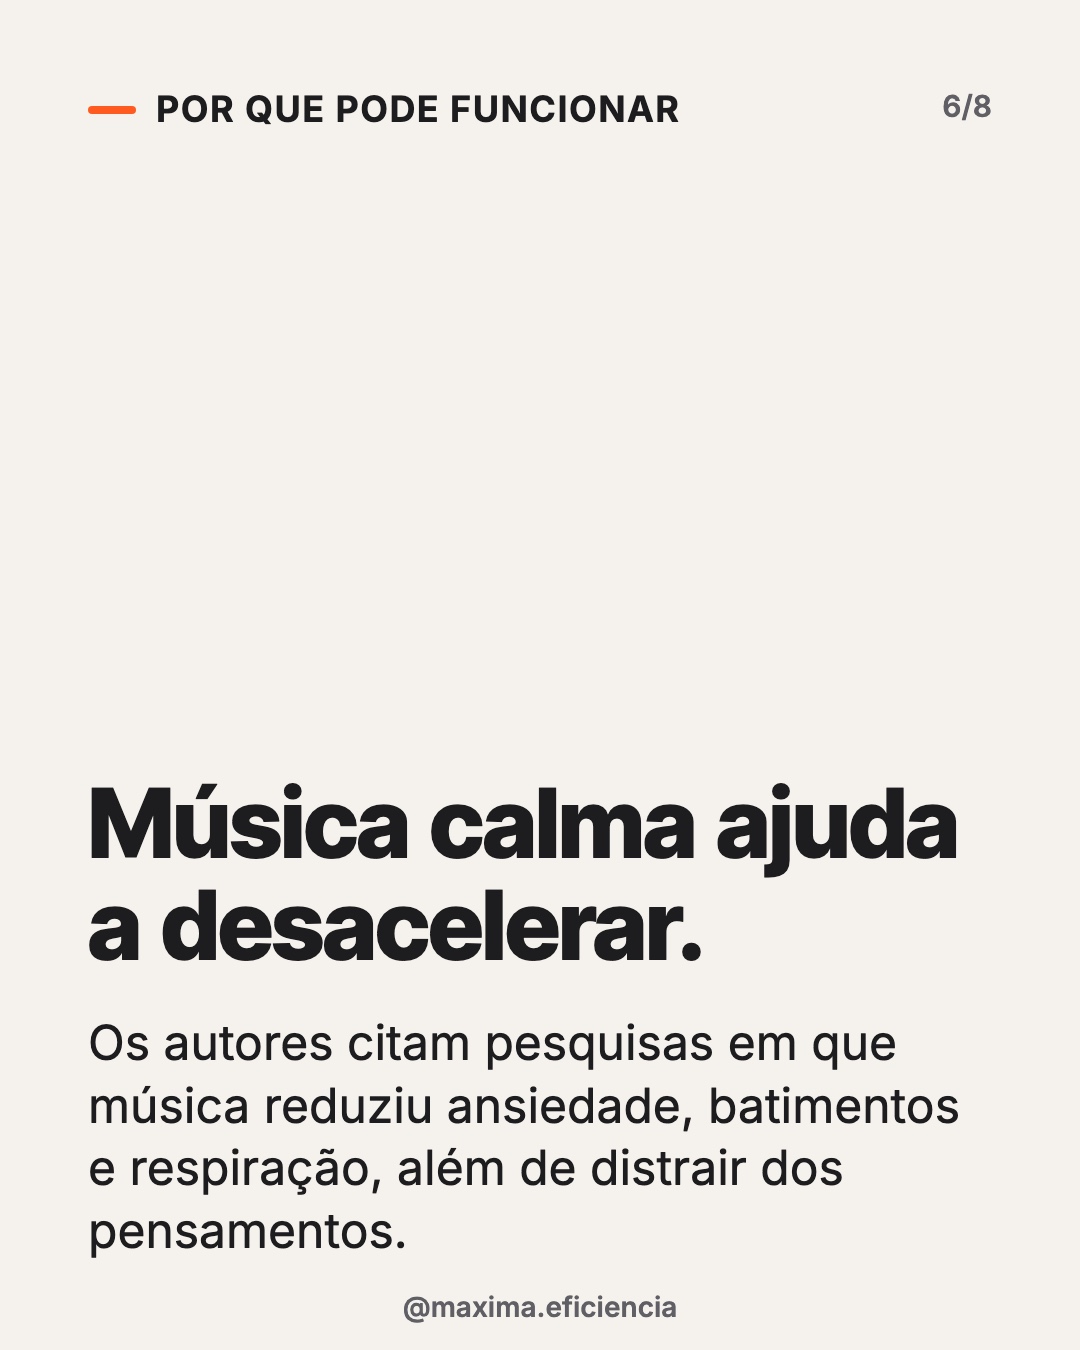 POR QUE PODE FUNCIONAR
6/8
Música calma ajuda
a desacelerar.
Os autores citam pesquisas em que
música reduziu ansiedade, batimentos
e respiração, além de distrair dos
pensamentos.
@maxima.eficiencia